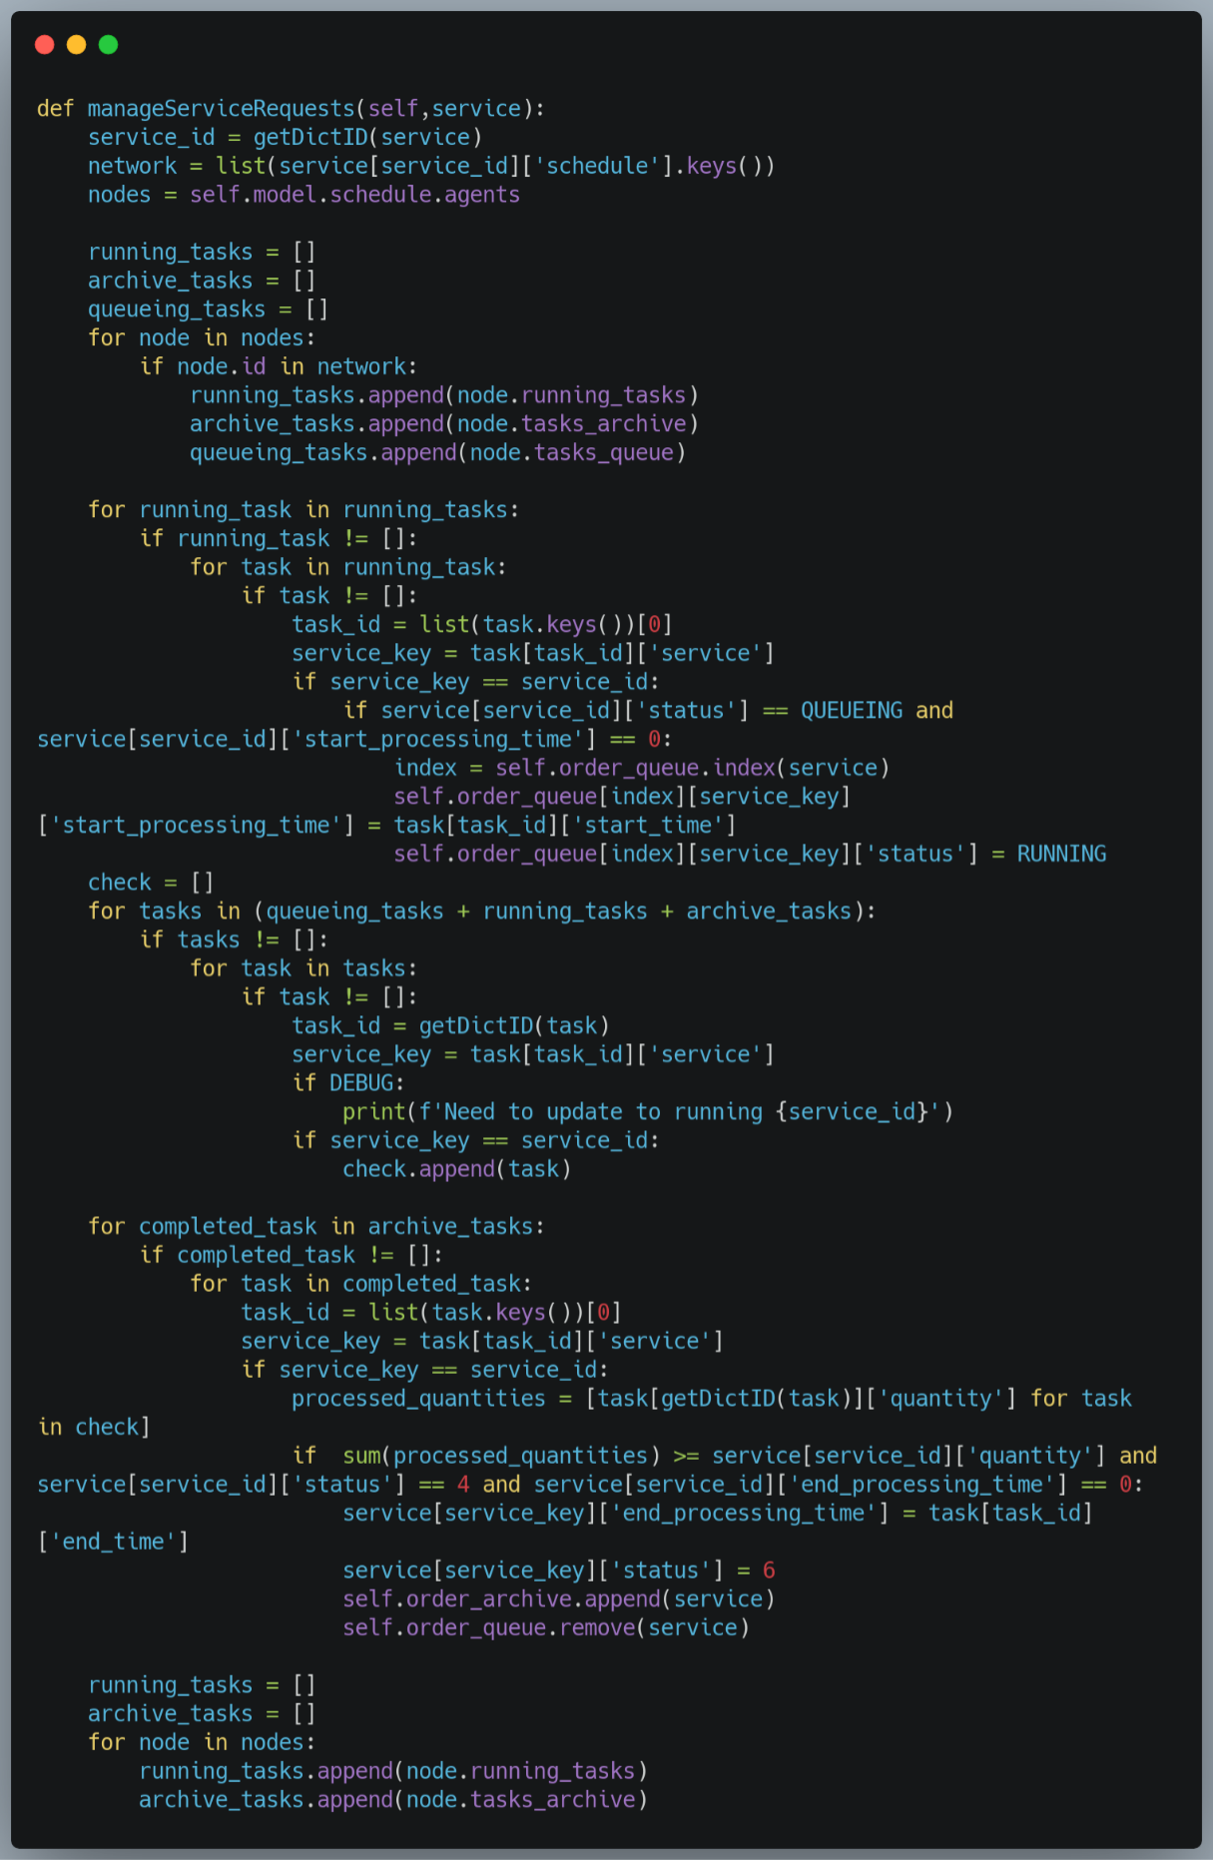 def manageServiceRequests(self,service):
    service_id = getDictID(service)
    network = list(service[service_id]['schedule'].keys())
    nodes = self.model.schedule.agents

    running_tasks = []
    archive_tasks = []
    queueing_tasks = []
    for node in nodes:
        if node.id in network:
            running_tasks.append(node.running_tasks)
            archive_tasks.append(node.tasks_archive)
            queueing_tasks.append(node.tasks_queue)

    for running_task in running_tasks:
        if running_task != []:
            for task in running_task:
                if task != []:
                    task_id = list(task.keys())[0]
                    service_key = task[task_id]['service']
                    if service_key == service_id:
                        if service[service_id]['status'] == QUEUEING and
service[service_id]['start_processing_time'] == 0:
                            index = self.order_queue.index(service)
                            self.order_queue[index][service_key]
['start_processing_time'] = task[task_id]['start_time']
                            self.order_queue[index][service_key]['status'] = RUNNING
    check = []
    for tasks in (queueing_tasks + running_tasks + archive_tasks):
        if tasks != []:
            for task in tasks:
                if task != []:
                    task_id = getDictID(task)
                    service_key = task[task_id]['service']
                    if DEBUG:
                        print(f'Need to update to running {service_id}')
                    if service_key == service_id:
                        check.append(task)

    for completed_task in archive_tasks:
        if completed_task != []:
            for task in completed_task:
                task_id = list(task.keys())[0]
                service_key = task[task_id]['service']
                if service_key == service_id:
                    processed_quantities = [task[getDictID(task)]['quantity'] for task
in check]
                    if  sum(processed_quantities) >= service[service_id]['quantity'] and
service[service_id]['status'] == 4 and service[service_id]['end_processing_time'] == 0:
                        service[service_key]['end_processing_time'] = task[task_id]
['end_time']
                        service[service_key]['status'] = 6
                        self.order_archive.append(service)
                        self.order_queue.remove(service)

    running_tasks = []
    archive_tasks = []
    for node in nodes:
        running_tasks.append(node.running_tasks)
        archive_tasks.append(node.tasks_archive)